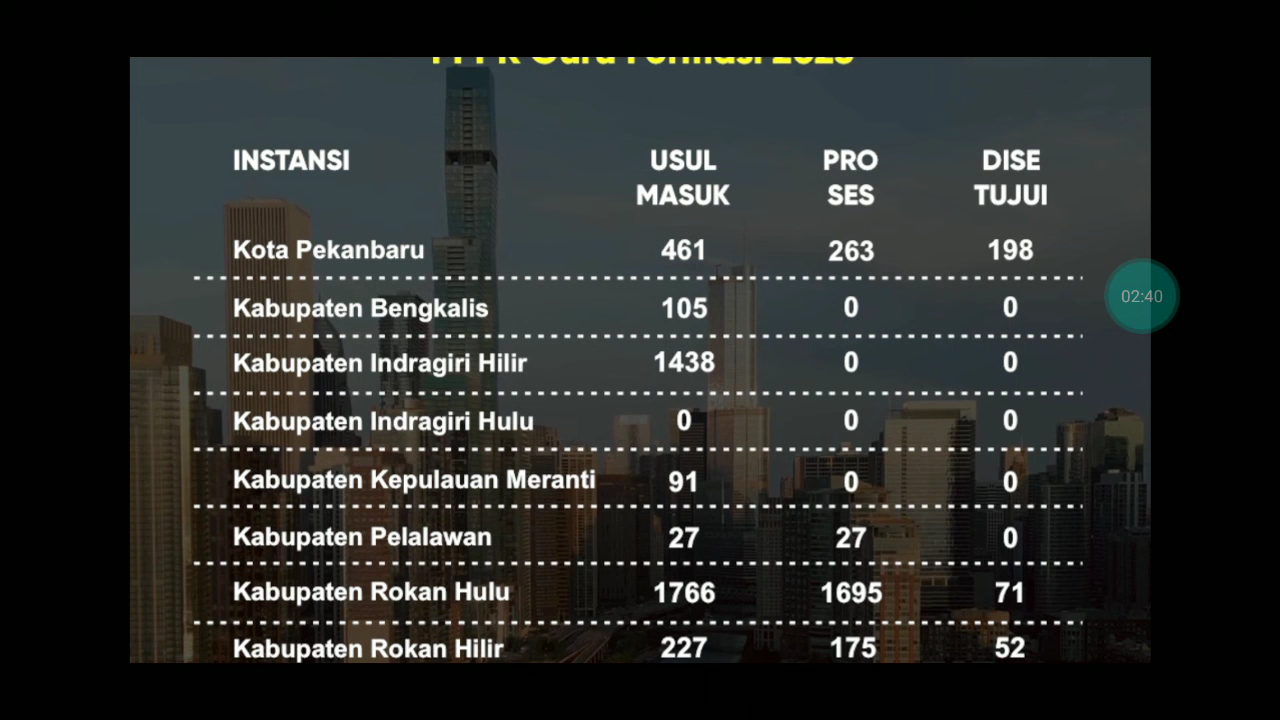 INSTANSI USUL MASUK PRO SES DISE TUJUI
Kota Pekanbaru 461 263 198
Kabupaten Bengkalis 105 0 0
Kabupaten Indragiri Hilir 1438 0 0
Kabupaten Indragiri Hulu 0 0 0
Kabupaten Kepulauan Meranti 91 0 0
Kabupaten Pelalawan 27 27 0
Kabupaten Rokan Hulu 1766 1695 71
Kabupaten Rokan Hilir 227 175 52
02:40